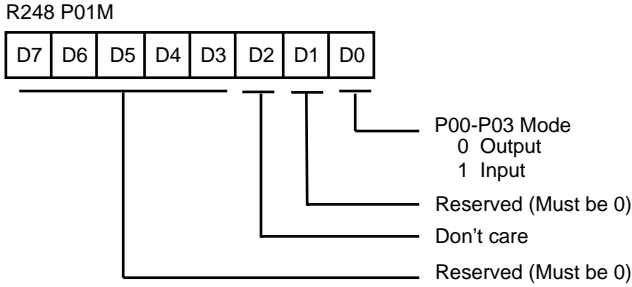 R248 P01M
D7 D6 D5 D4 D3 D2 D1 D0
P00-P03 Mode
0 Output
1 Input
Reserved (Must be 0)
Don't care
Reserved (Must be 0)